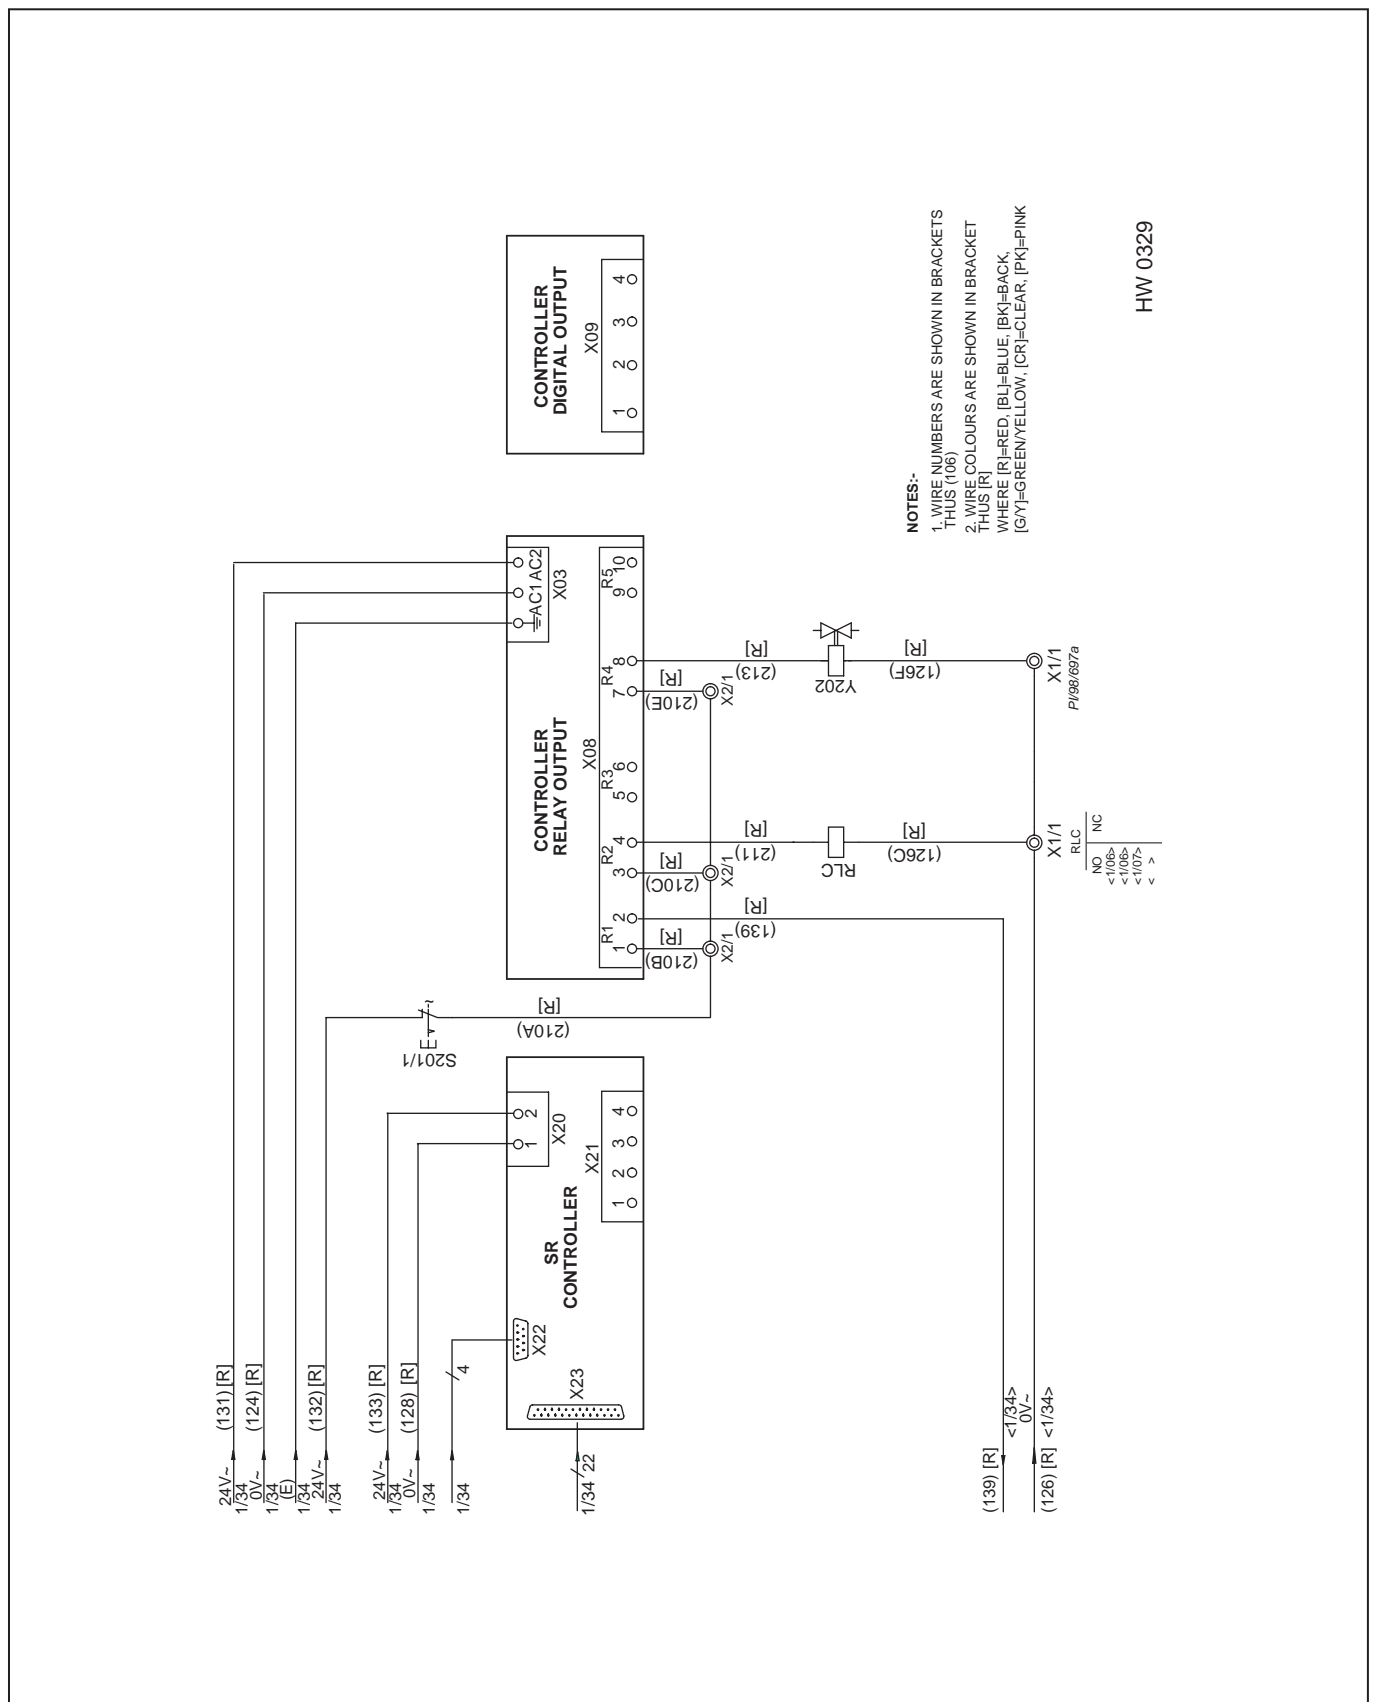 24V~
1/34
(131) [R]
0V~
1/34
(124) [R]
(E)
1/34
24V~
1/34
(132) [R]
24V~
1/34
(133) [R]
0V~
1/34
(128) [R]
1/34
4
1/34
22
X23
X22
SR
CONTROLLER
1
2
X20
X21
1 2 3 4
S201/1
~
(210A)
[R]
CONTROLLER
RELAY OUTPUT
AC1 AC2
X03
X08
R1
R2
R3
R4
R5
1 2 3 4 5 6 7 8 9 10
(210B)
[R]
X2/1
(139)
[R]
(210C)
[R]
X2/1
(211)
[R]
RLC
(126C)
[R]
(210E)
[R]
X2/1
(213)
[R]
Y202
(126F)
[R]
CONTROLLER
DIGITAL OUTPUT
X09
1 2 3 4
(139) [R]
<1/34>
0V~
(126) [R]
<1/34>
X1/1
RLC
NO
NC
<1/06>
<1/06>
<1/07>
< >
X1/1
PI/98/697a
NOTES:-
1. WIRE NUMBERS ARE SHOWN IN BRACKETS
THUS (106)
2. WIRE COLOURS ARE SHOWN IN BRACKET
THUS [R]
WHERE [R]=RED, [BL]=BLUE, [BK]=BACK,
[G/Y]=GREEN/YELLOW, [CR]=CLEAR, [PK]=PINK
HW 0329